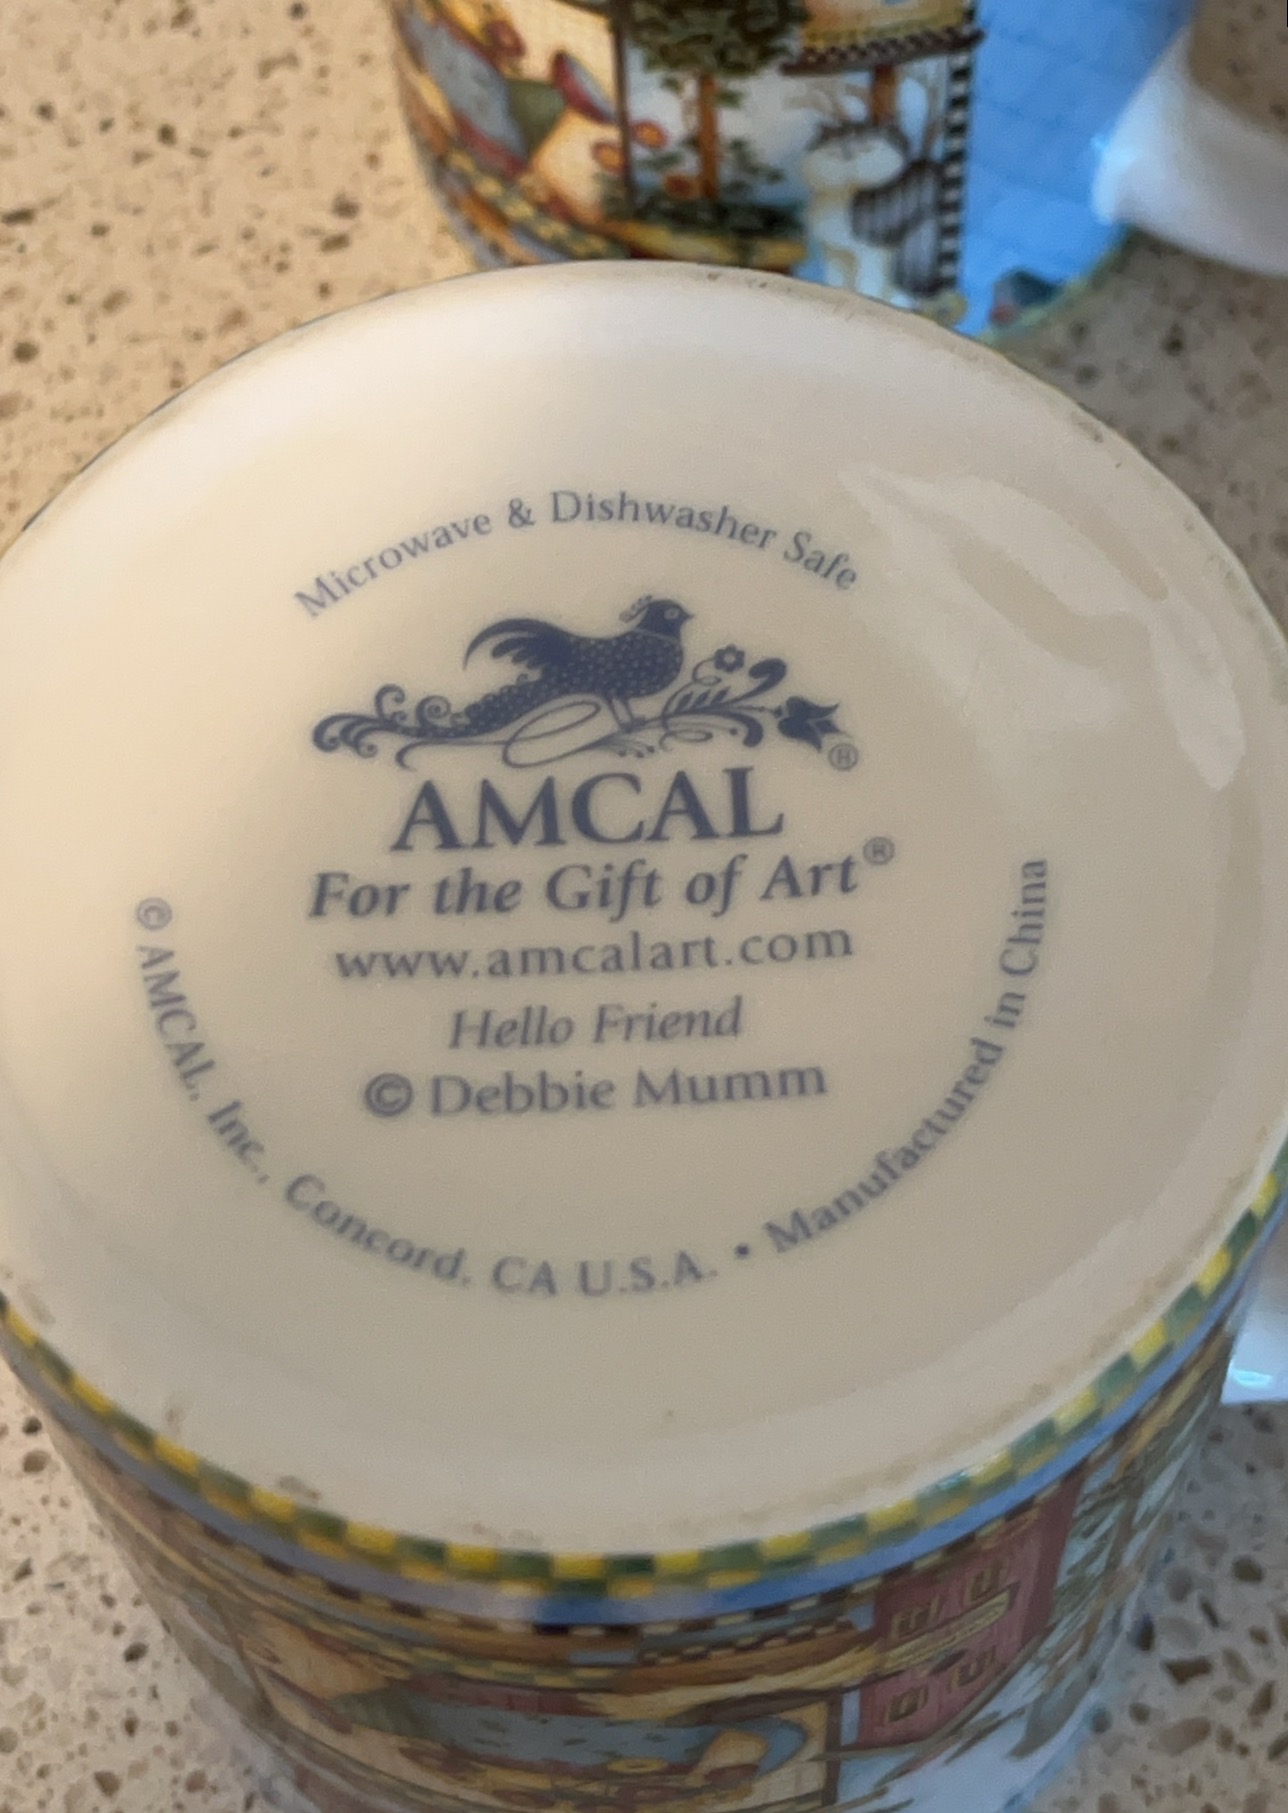 Microwave & Dishwasher Safe
®
AMCAL
For the Gift of Art®
www.amcalart.com
Hello Friend
© Debbie Mumm
© AMCAL, Inc., Concord, CA U.S.A. • Manufactured in China